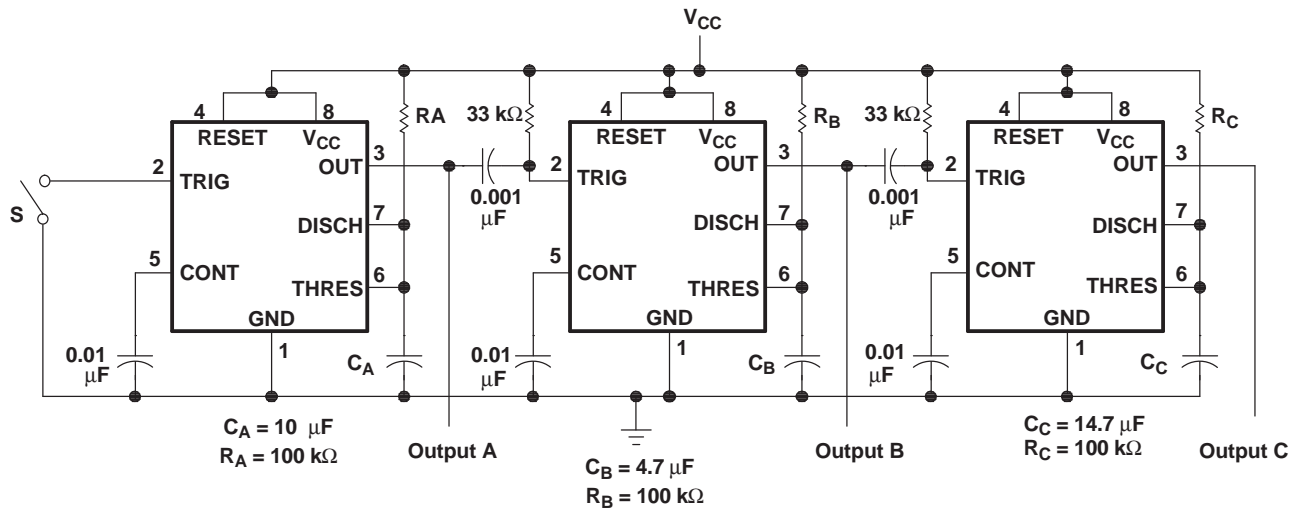 VCC
4
8
RESET
VCC
2
TRIG
OUT
3
DISCH
7
5
CONT
THRES
6
GND
1
S
0.01
μF
RA
CA
33 kΩ
0.001
μF
CA = 10 μF
RA = 100 kΩ
Output A
4
8
RESET
VCC
2
TRIG
OUT
3
DISCH
7
5
CONT
THRES
6
GND
1
0.01
μF
RB
CB
33 kΩ
0.001
μF
CB = 4.7 μF
RB = 100 kΩ
Output B
4
8
RESET
VCC
2
TRIG
OUT
3
DISCH
7
5
CONT
THRES
6
GND
1
0.01
μF
RC
CC
CC = 14.7 μF
RC = 100 kΩ
Output C